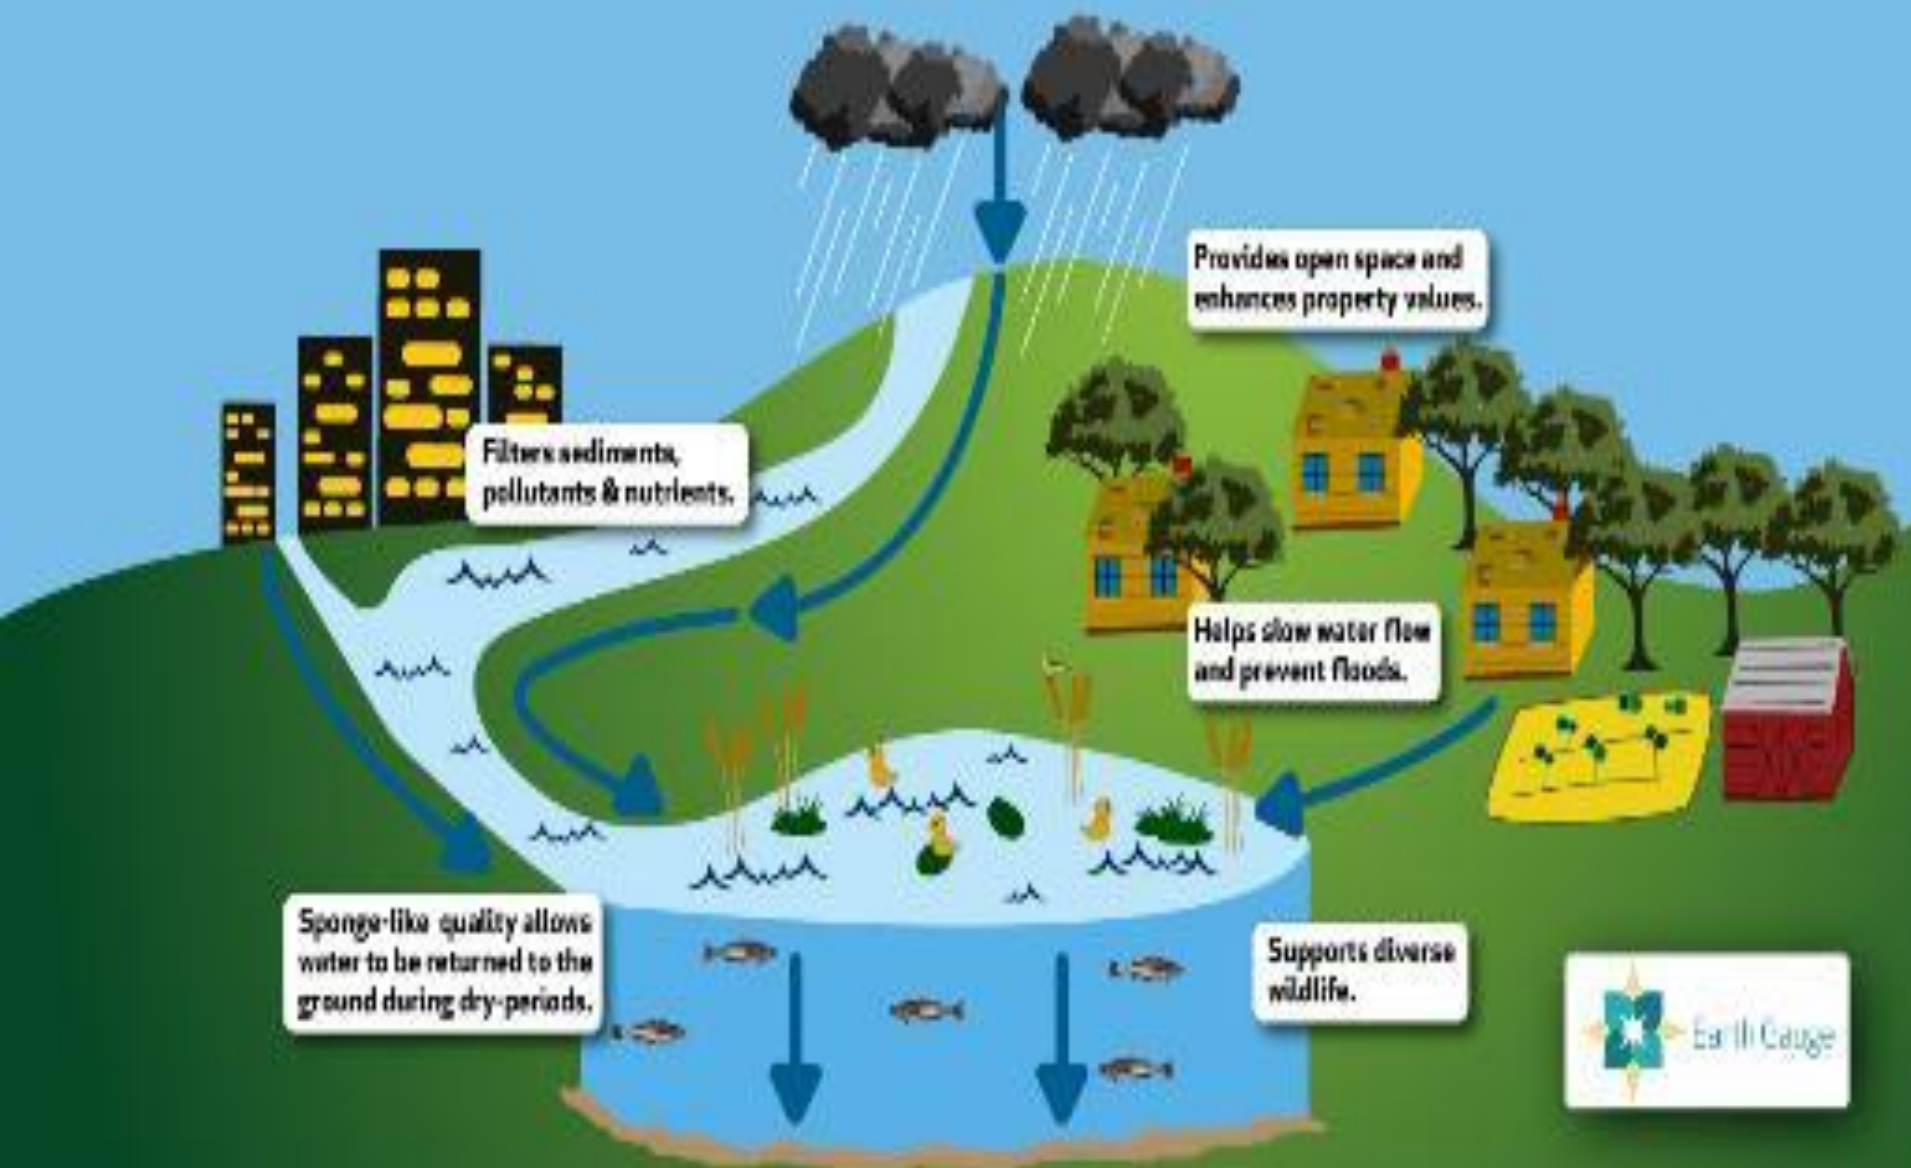 Provides open space and
enhances property values.
Filters sediments,
pollutants & nutrients.
Helps slow water flow
and prevent floods.
Sponge-like quality allows
water to be returned to the
ground during dry-periods.
Supports diverse
wildlife.
Earth Gauge